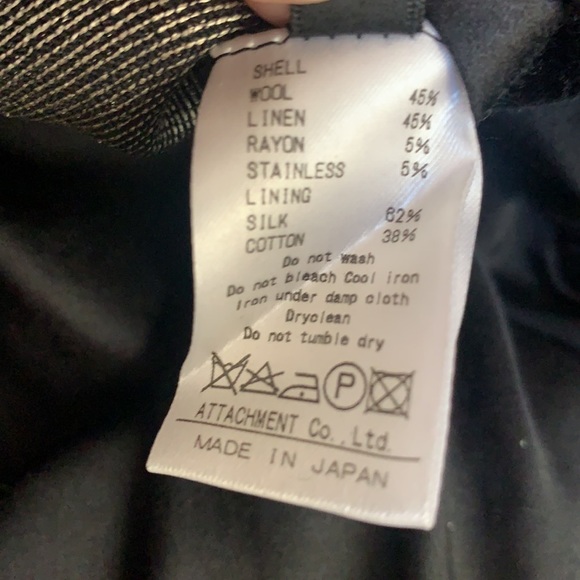 SHELL
WOOL 45%
LINEN 45%
RAYON 5%
STAINLESS 5%
LINING
SILK 62%
COTTON 38%
Do not wash
Do not bleach Cool iron
Iron under damp cloth
Dryclean
Do not tumble dry
P
ATTACHMENT Co.,Ltd.
MADE IN JAPAN